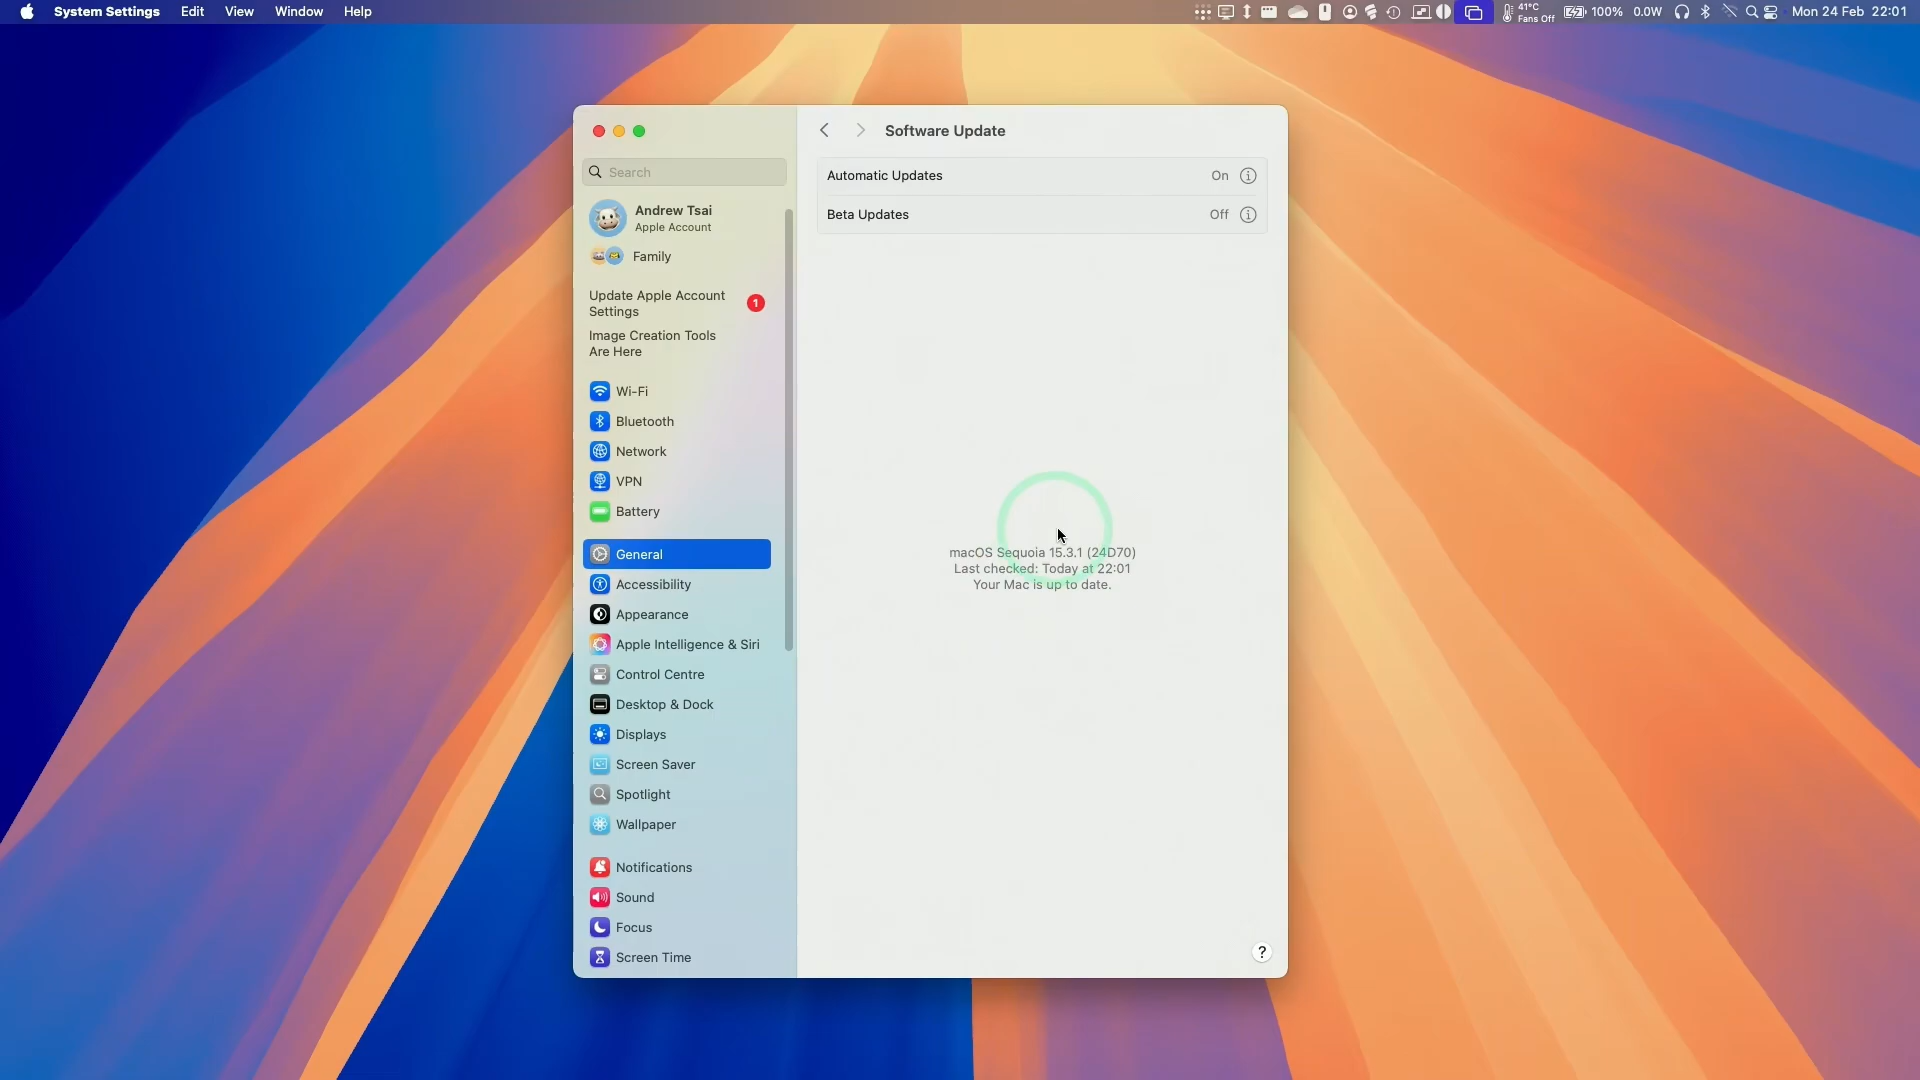 System Settings Edit View Window Help
41°C
Fans Off
100% 0.0W Mon 24 Feb 22:01
Software Update
Search
Automatic Updates On
Andrew Tsai
Apple Account
Beta Updates Off
Family
Update Apple Account
Settings
1
Image Creation Tools
Are Here
Wi-Fi
Bluetooth
Network
VPN
Battery
General
Accessibility
Appearance
Apple Intelligence & Siri
Control Centre
Desktop & Dock
Displays
Screen Saver
Spotlight
Wallpaper
Notifications
Sound
Focus
Screen Time
macOS Sequoia 15.3.1 (24D70)
Last checked: Today at 22:01
Your Mac is up to date.
?